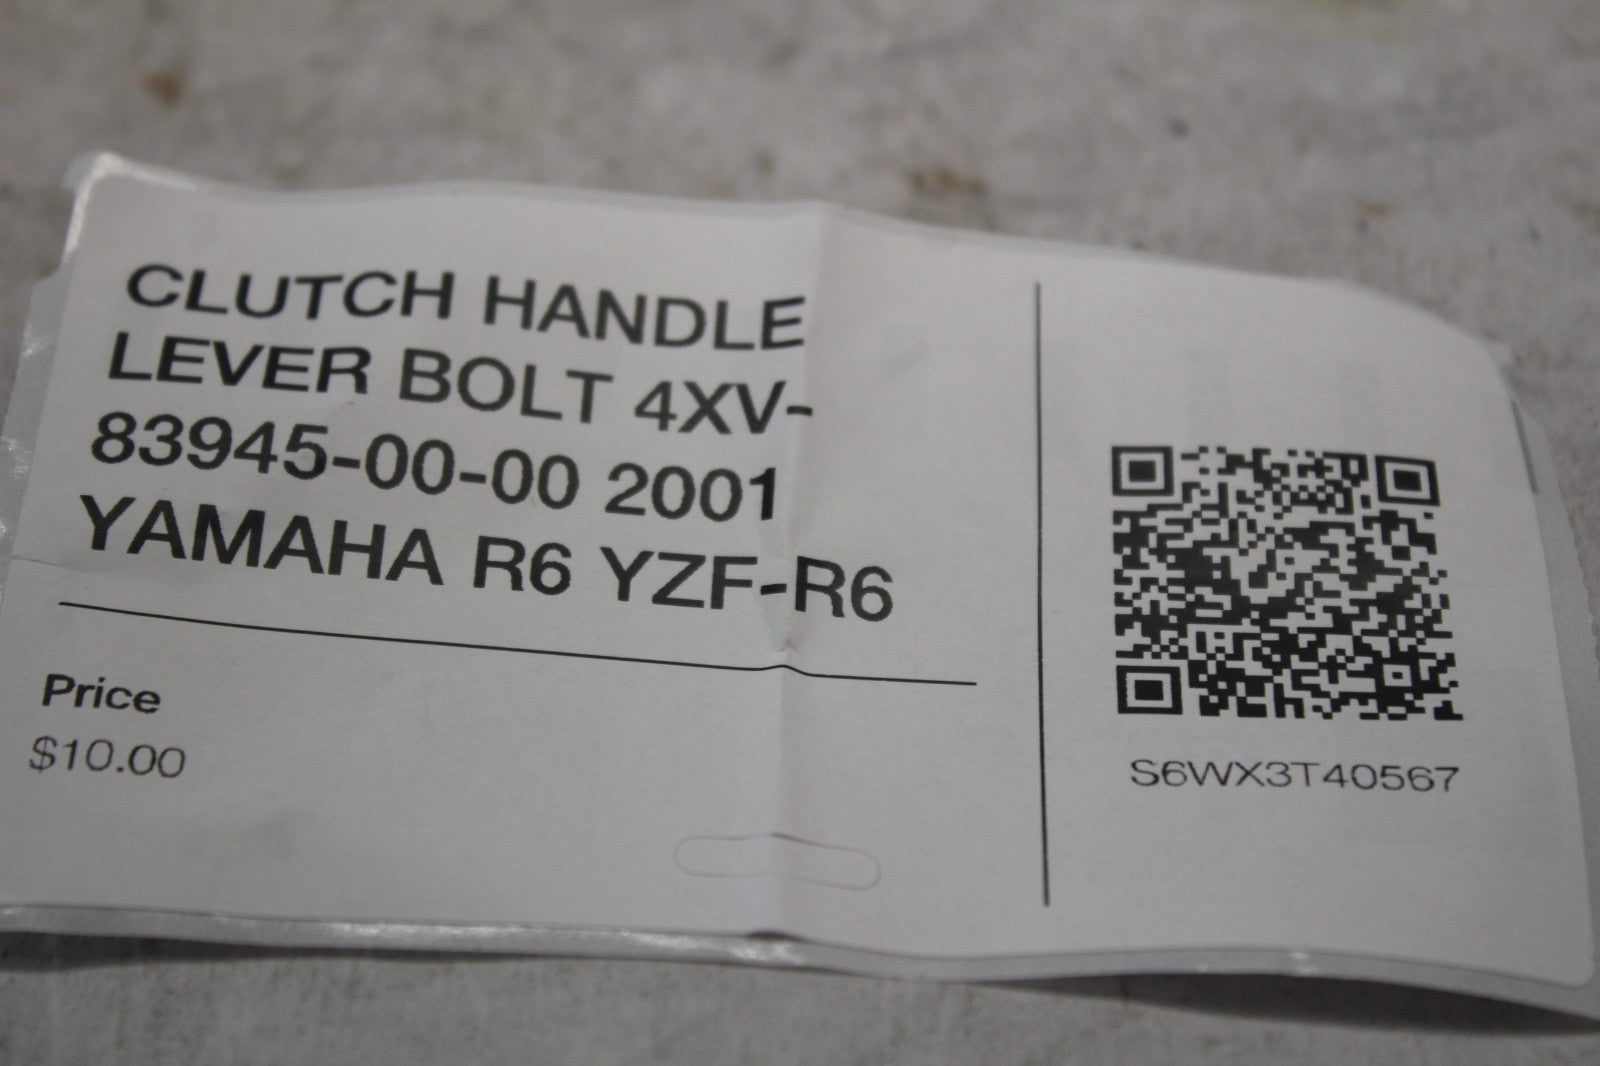 CLUTCH HANDLE
LEVER BOLT 4XV-
83945-00-00 2001
YAMAHA R6 YZF-R6
Price
$10.00
S6WX3T40567